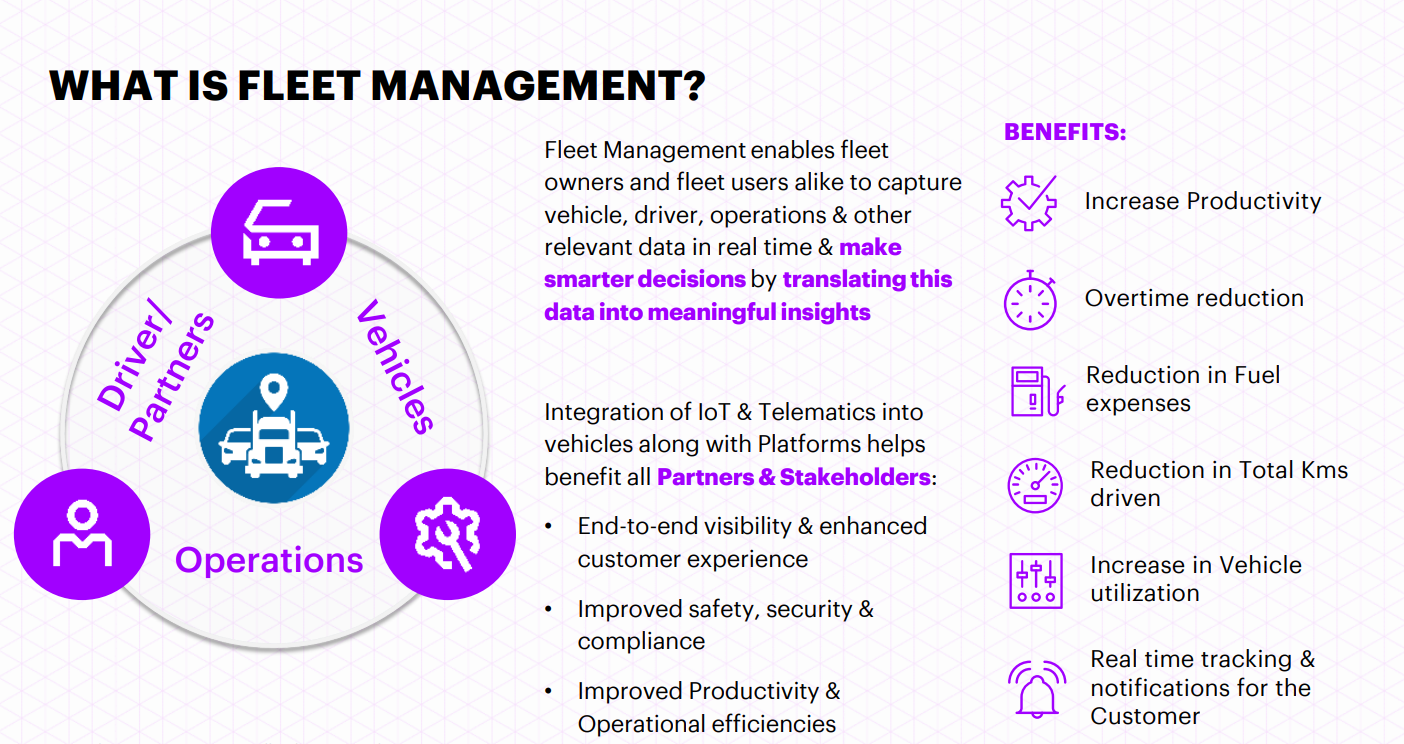 WHAT IS FLEET MANAGEMENT?
Driver/
Partners
Vehicles
Operations
Fleet Management enables fleet
owners and fleet users alike to capture
vehicle, driver, operations & other
relevant data in real time & make
smarter decisions by translating this
data into meaningful insights
Integration of IoT & Telematics into
vehicles along with Platforms helps
benefit all Partners & Stakeholders:
• End-to-end visibility & enhanced
customer experience
• Improved safety, security &
compliance
• Improved Productivity &
Operational efficiencies
BENEFITS:
Increase Productivity
Overtime reduction
Reduction in Fuel
expenses
Reduction in Total Kms
driven
Increase in Vehicle
utilization
Real time tracking &
notifications for the
Customer